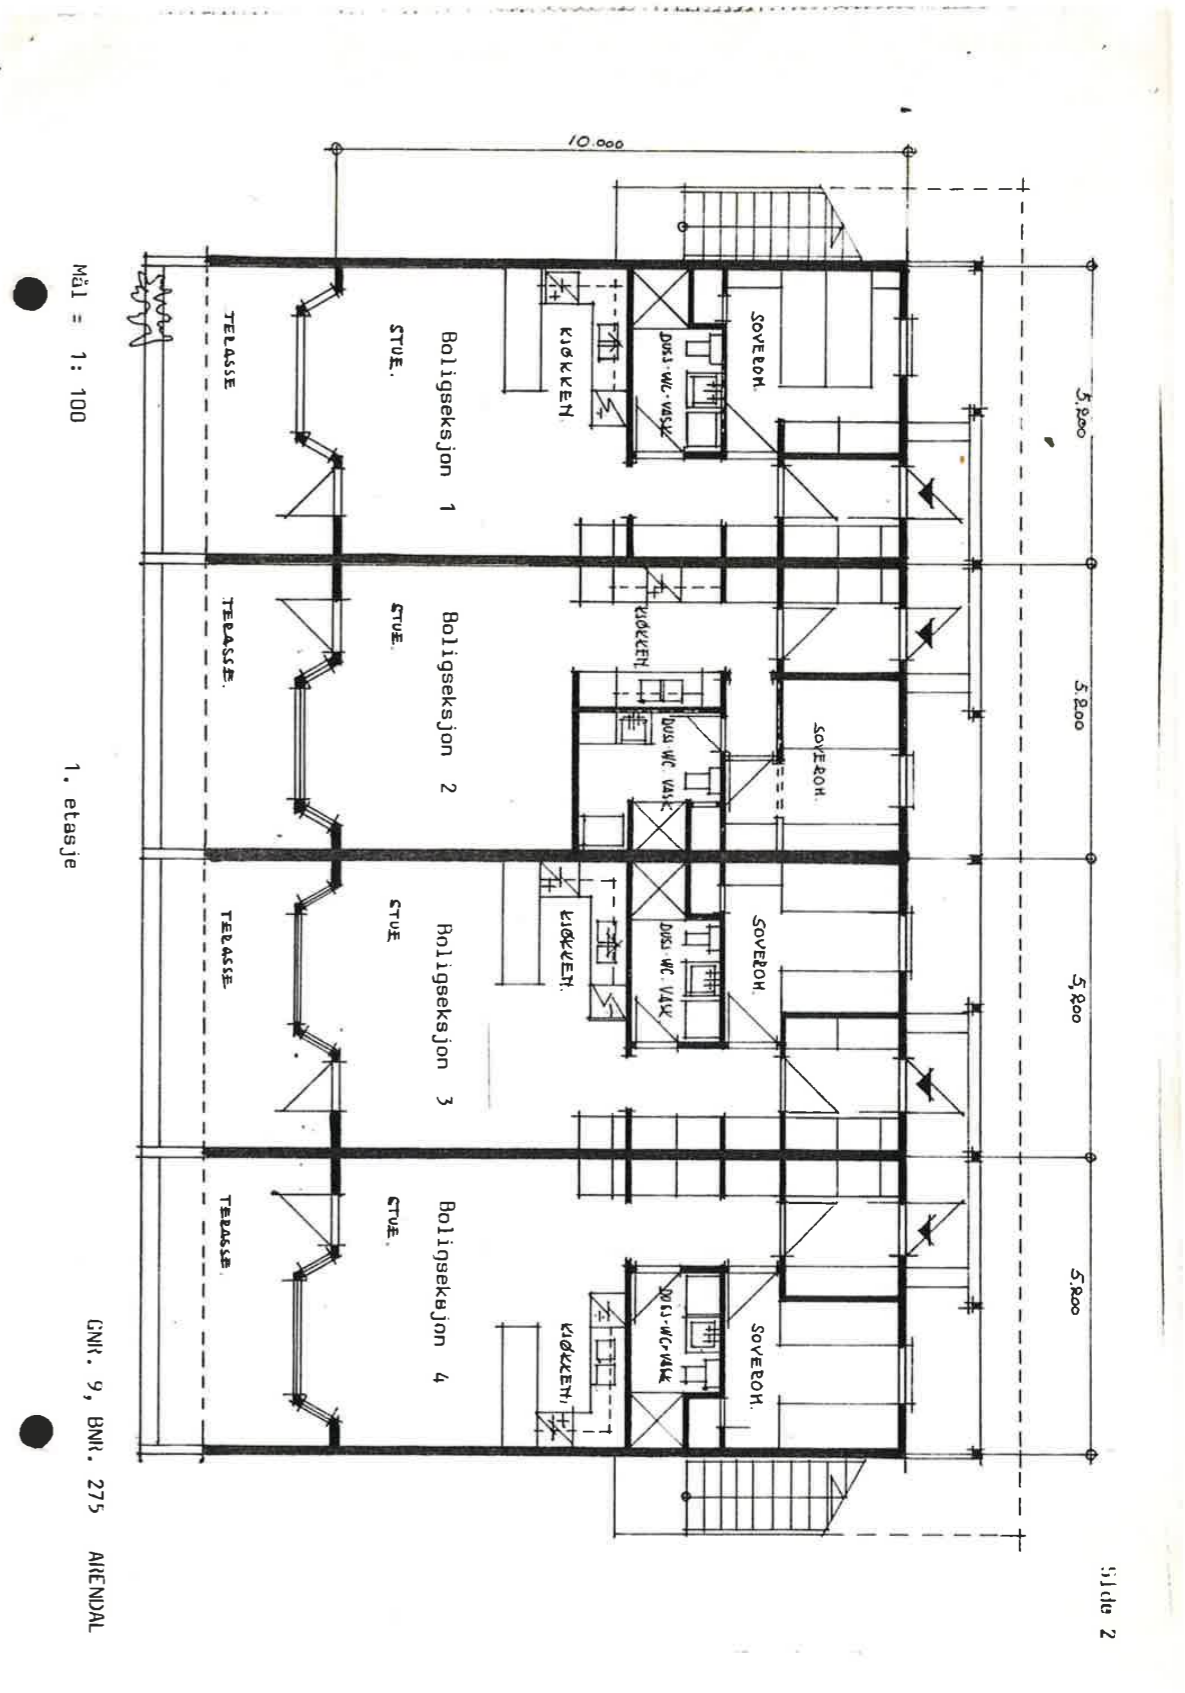 Side 2
5.200
5.200
5,200
5.200
10.000
SOVEROM.
SOVEROM.
SOVEROM.
SOVEROM.
DUSJ-WC-VASK
DUSJ-WC. VASK
DUSJ-WC. VASK
DUSJ-WC-VASK
KJØKKEN
KJØKKEN
KJØKKEN.
KJØKKEN,
Boligseksjon 1
Boligseksjon 2
Boligseksjon 3
Boligseksjon 4
STUE.
STUE.
STUE
STUE.
TERASSE
TERASSE.
TERASSE
TERASSE.
Mål = 1: 100
1. etasje
GNR. 9, BNR. 275 ARENDAL